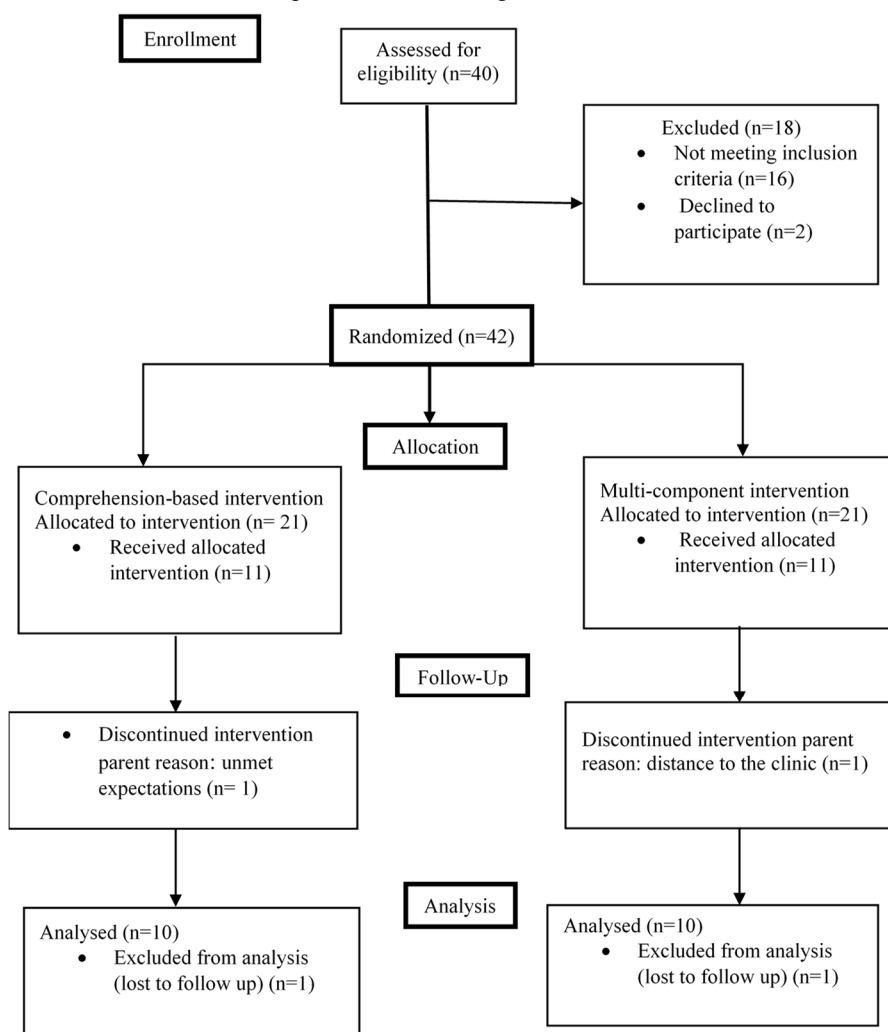 Enrollment
Assessed for
eligibility (n=40)
Excluded (n=18)
• Not meeting inclusion
criteria (n=16)
• Declined to
participate (n=2)
Randomized (n=42)
Allocation
Comprehension-based intervention
Allocated to intervention (n= 21)
• Received allocated
intervention (n=11)
Multi-component intervention
Allocated to intervention (n=21)
• Received allocated
intervention (n=11)
Follow-Up
• Discontinued intervention
parent reason: unmet
expectations (n= 1)
Discontinued intervention parent
reason: distance to the clinic (n=1)
Analysis
Analysed (n=10)
• Excluded from analysis
(lost to follow up) (n=1)
Analysed (n=10)
• Excluded from analysis
(lost to follow up) (n=1)